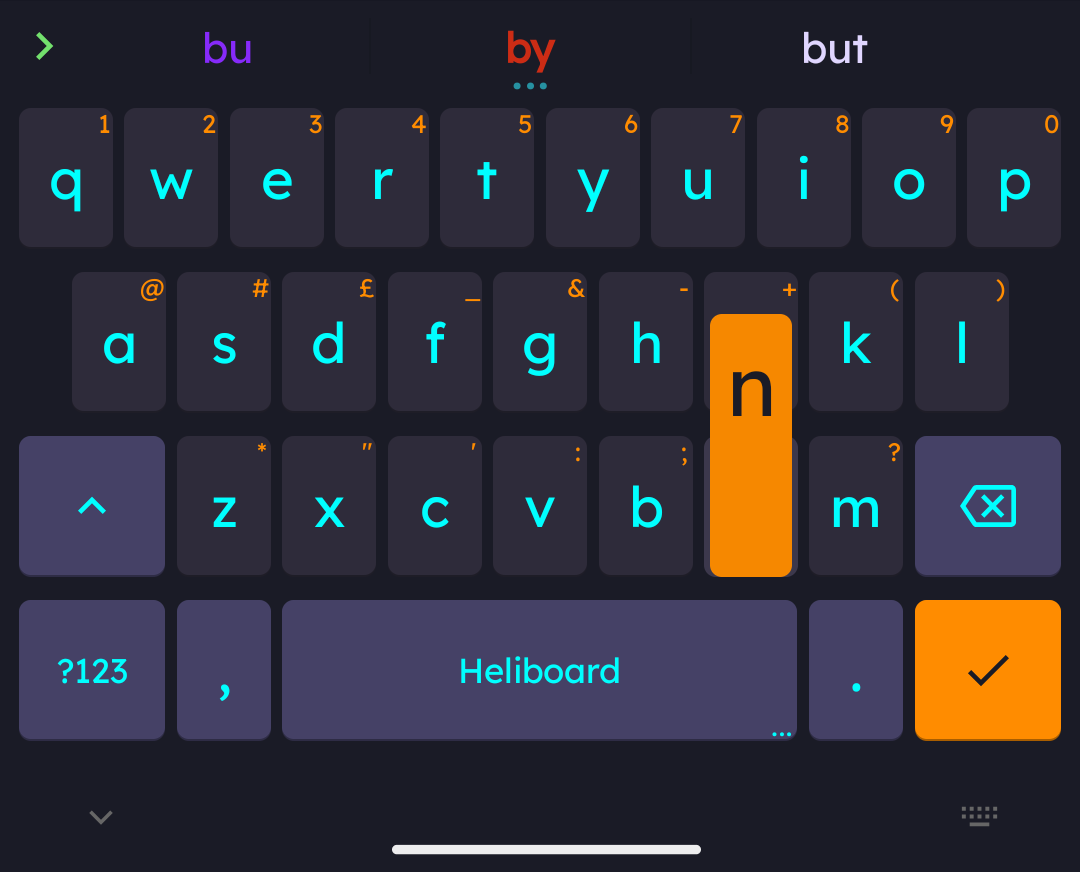 bu by but
1 2 3 4 5 6 7 8 9 0
q w e r t y u i o p
@ # £ _ & - + ( )
a s d f g h n k l
* " ' : ; ?
z x c v b m
?123 , Heliboard .
...